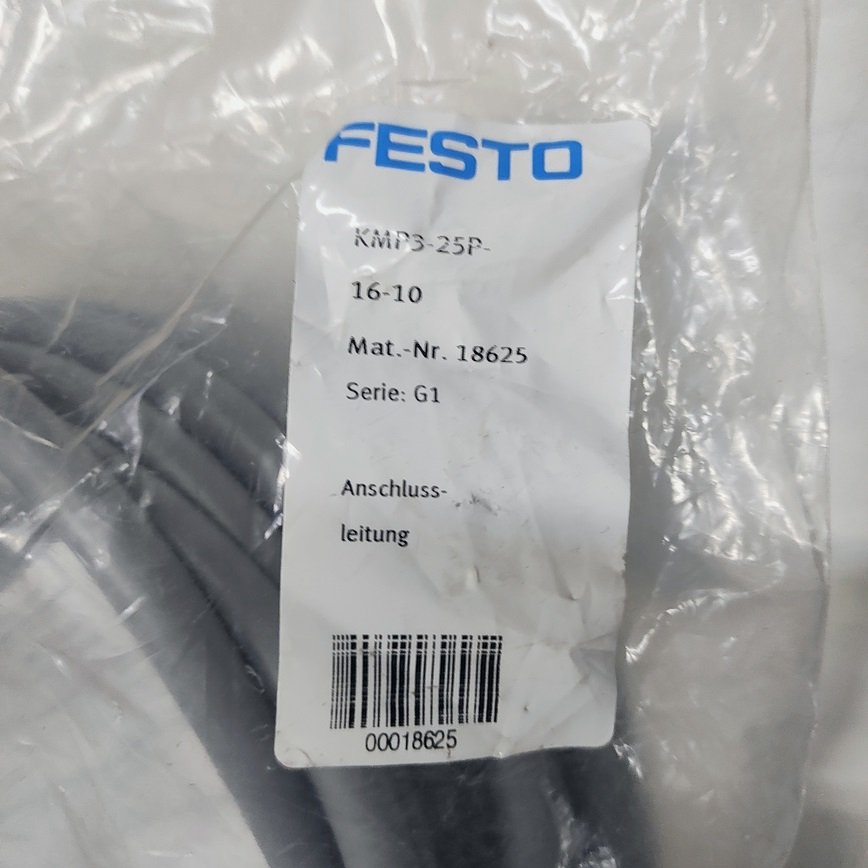 FESTO
KMP3-25P-
16-10
Mat.-Nr. 18625
Serie: G1
Anschluss-
leitung
00018625